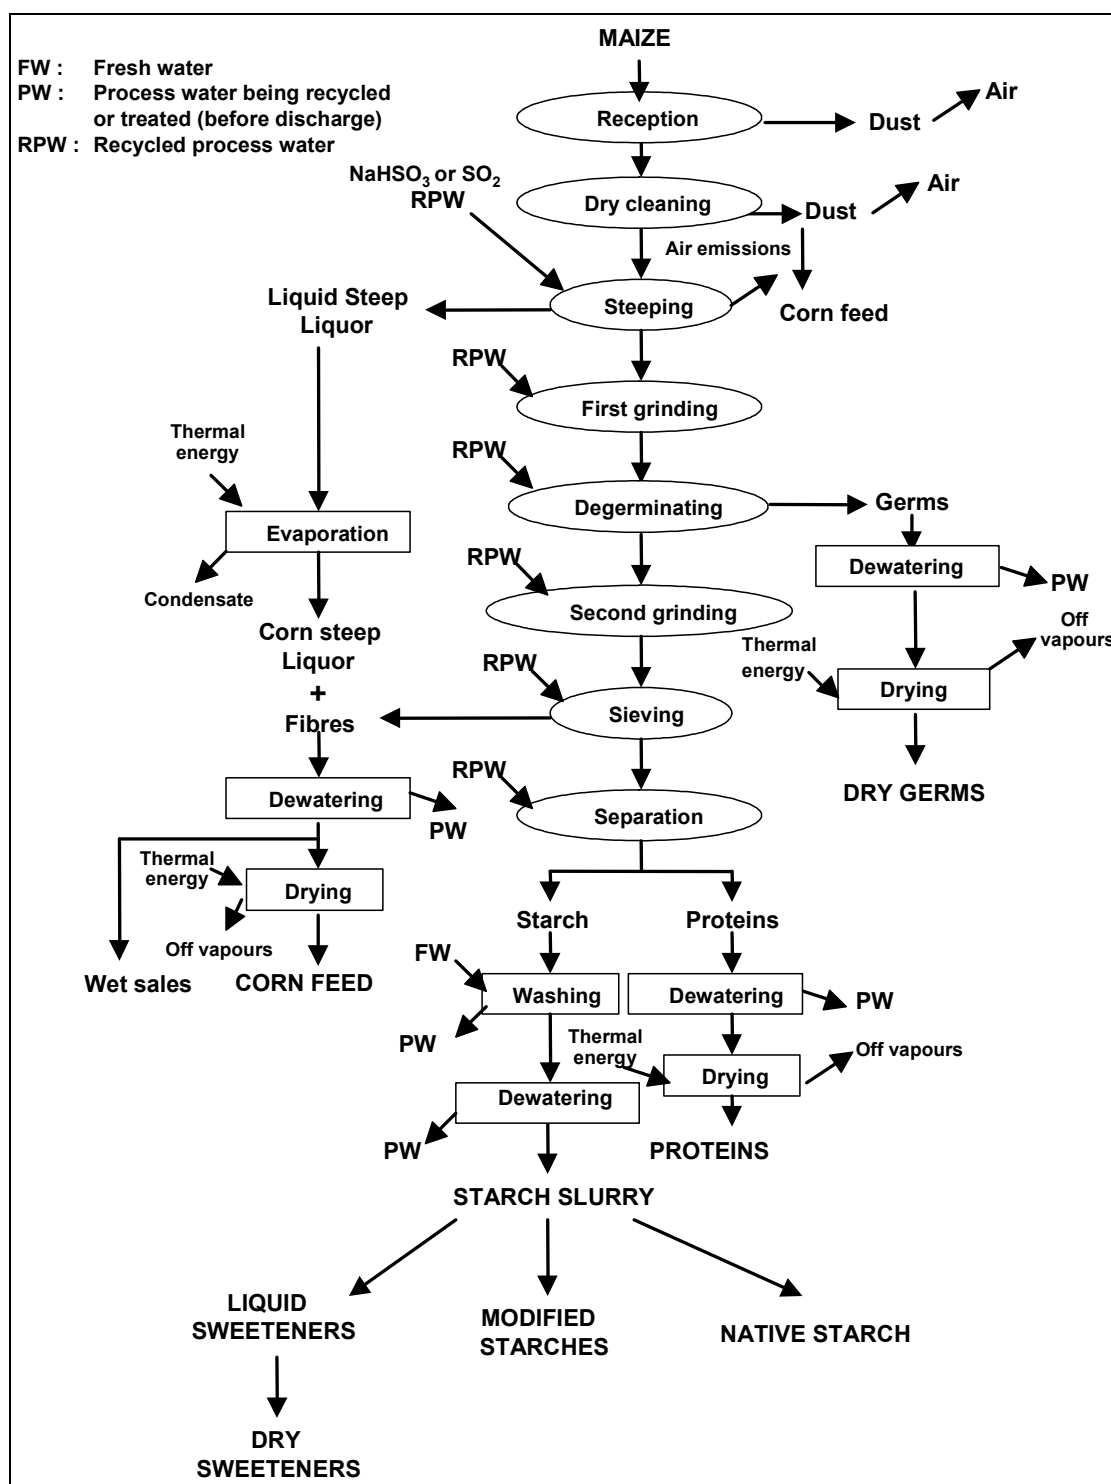 MAIZE
FW : Fresh water
PW : Process water being recycled
or treated (before discharge)
RPW : Recycled process water
Air
Reception
Dust
NaHSO3 or SO2
RPW
Dry cleaning
Air
Dust
Air emissions
Liquid Steep
Liquor
Steeping
Corn feed
RPW
First grinding
Thermal
energy
RPW
Degerminating
Germs
Evaporation
Dewatering
PW
RPW
Condensate
Second grinding
Corn steep
Liquor
+
Fibres
RPW
Sieving
Thermal
energy
Off
vapours
Drying
DRY GERMS
Dewatering
PW
RPW
Separation
Thermal
energy
Drying
Off vapours
Wet sales
CORN FEED
Starch
Proteins
FW
Washing
PW
Dewatering
PW
Thermal
energy
Drying
Off vapours
Dewatering
PW
PROTEINS
STARCH SLURRY
LIQUID
SWEETENERS
MODIFIED
STARCHES
NATIVE STARCH
DRY
SWEETENERS